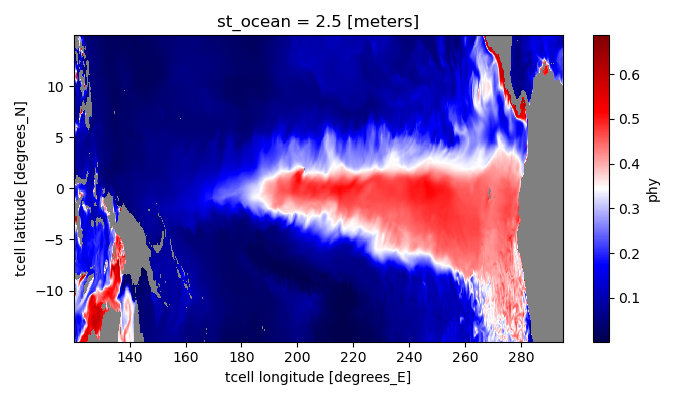 st_ocean = 2.5 [meters]
tcell latitude [degrees_N]
10
5
0
−5
−10
140 160 180 200 220 240 260 280
tcell longitude [degrees_E]
0.6
0.5
0.4
0.3
0.2
0.1
phy